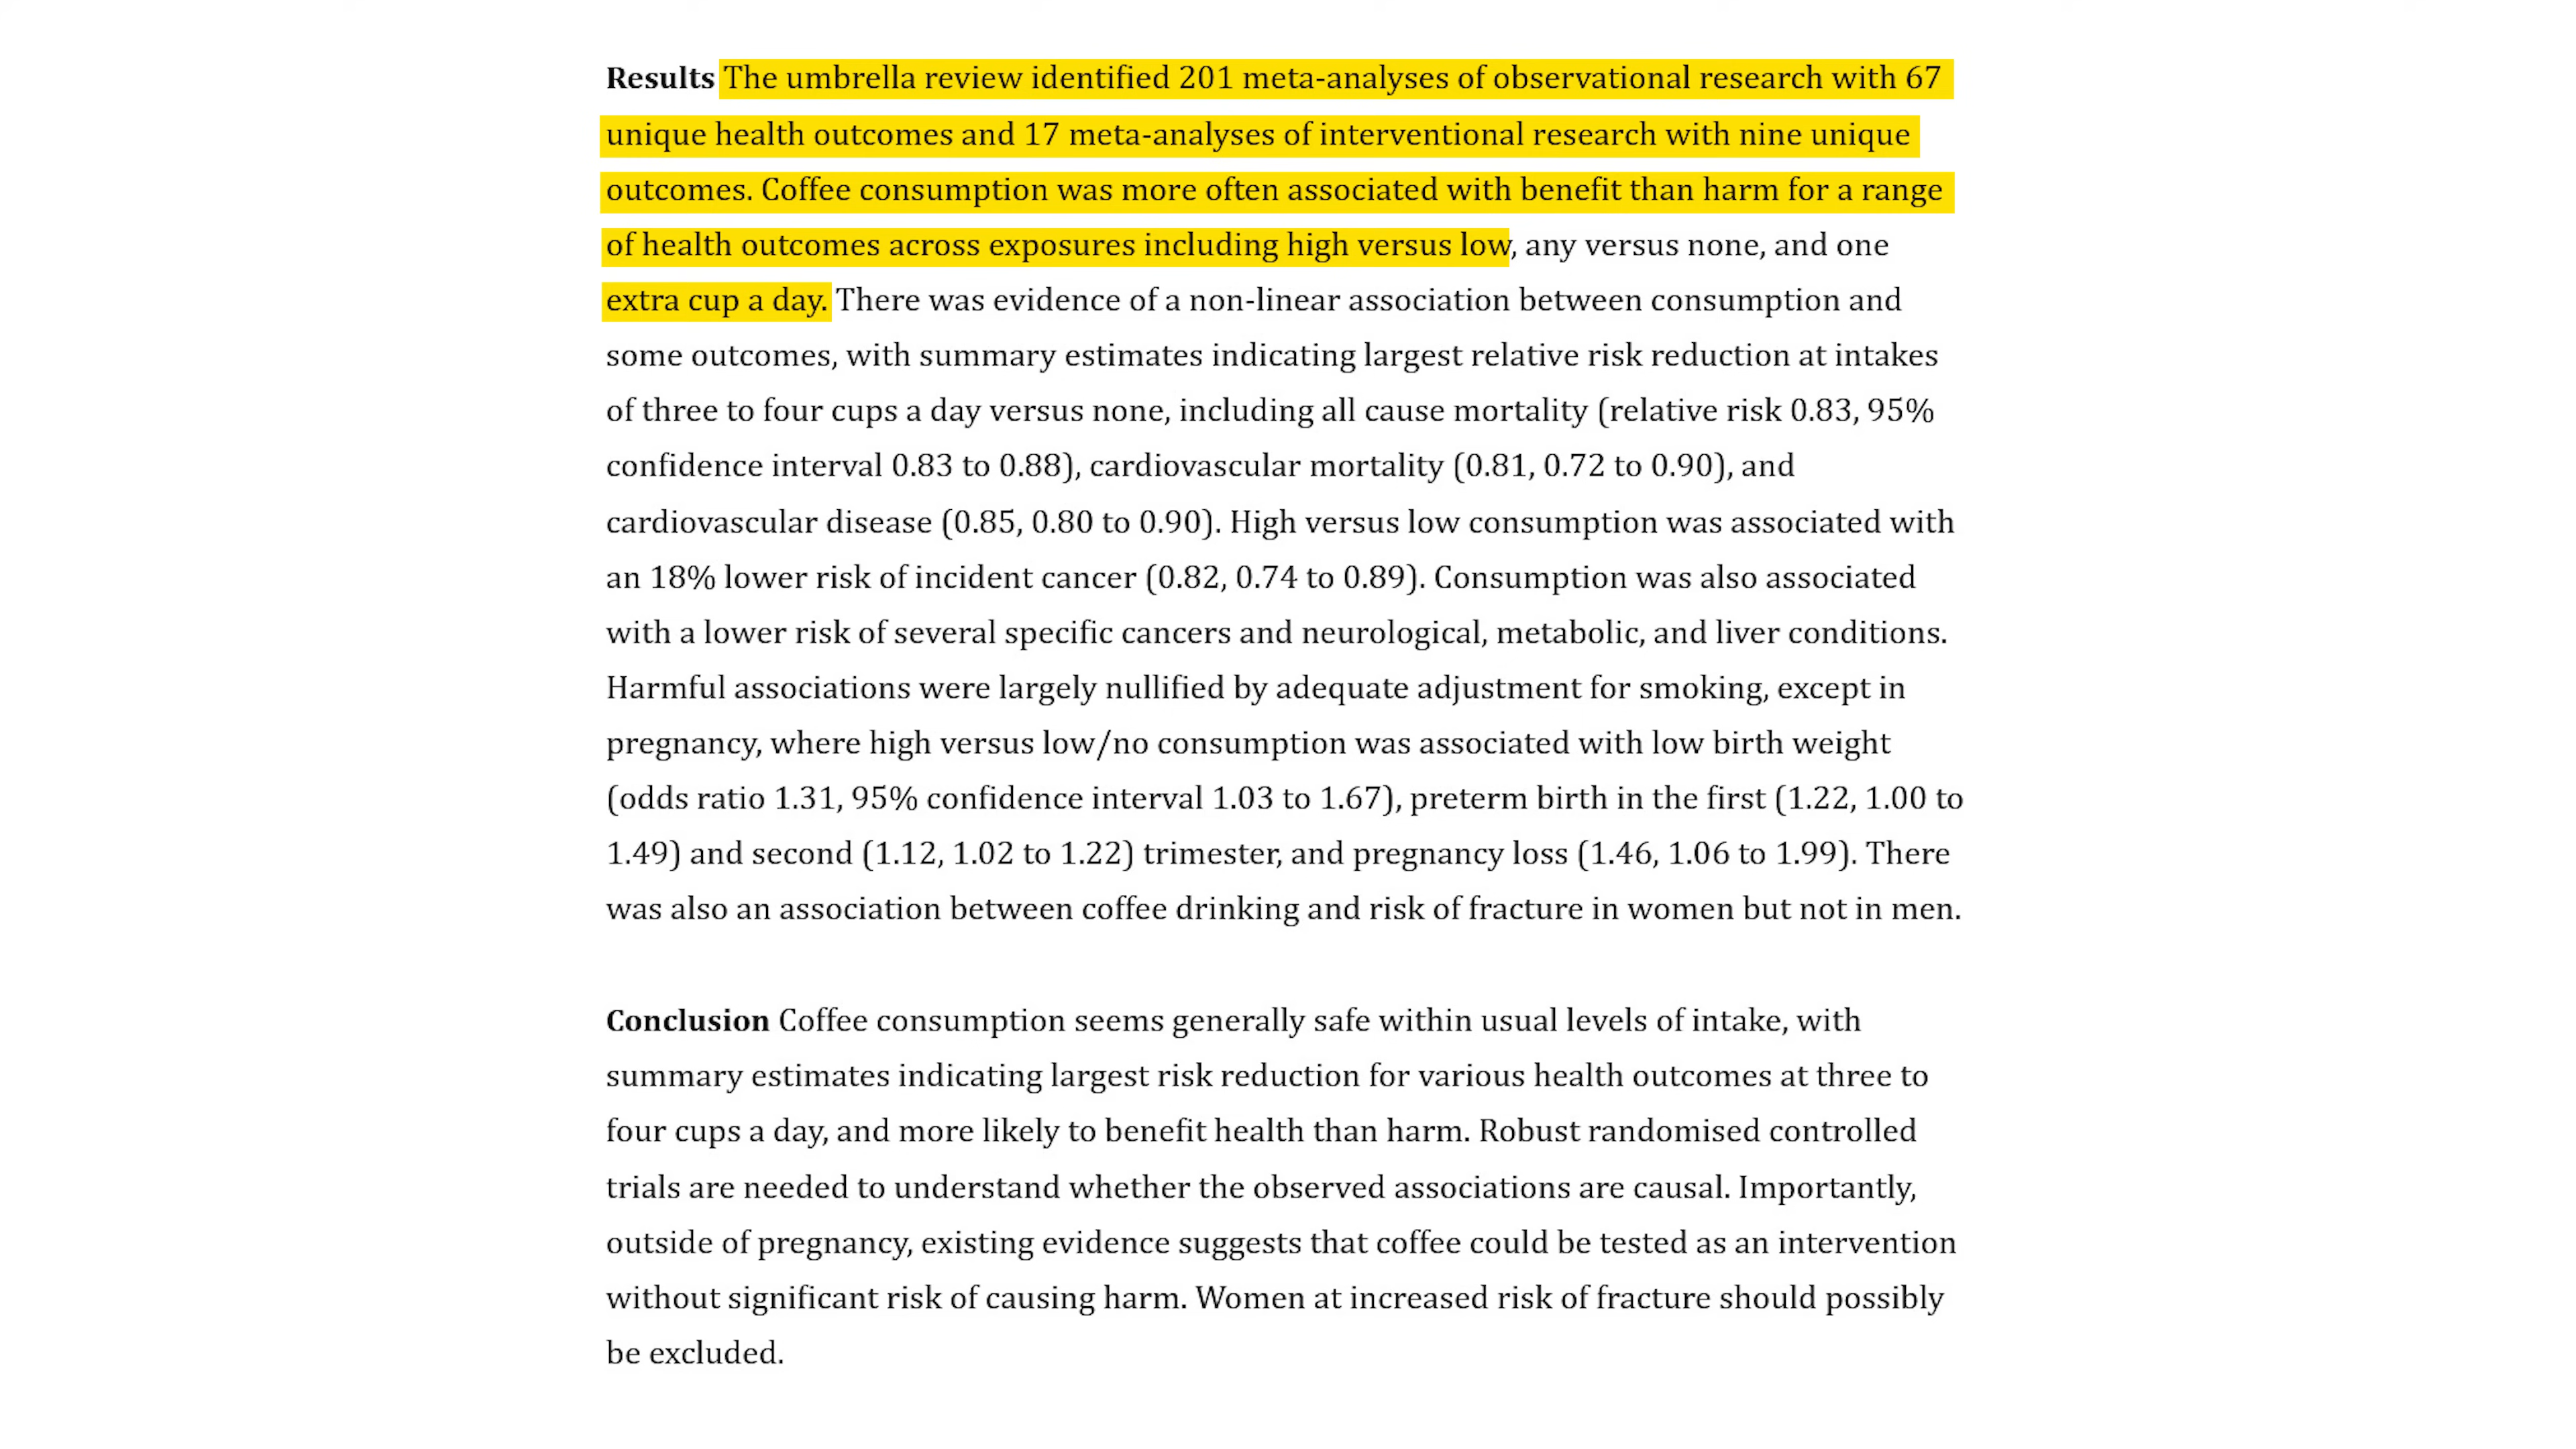 Results The umbrella review identified 201 meta-analyses of observational research with 67
unique health outcomes and 17 meta-analyses of interventional research with nine unique
outcomes. Coffee consumption was more often associated with benefit than harm for a range
of health outcomes across exposures including high versus low, any versus none, and one
extra cup a day. There was evidence of a non-linear association between consumption and
some outcomes, with summary estimates indicating largest relative risk reduction at intakes
of three to four cups a day versus none, including all cause mortality (relative risk 0.83, 95%
confidence interval 0.83 to 0.88), cardiovascular mortality (0.81, 0.72 to 0.90), and
cardiovascular disease (0.85, 0.80 to 0.90). High versus low consumption was associated with
an 18% lower risk of incident cancer (0.82, 0.74 to 0.89). Consumption was also associated
with a lower risk of several specific cancers and neurological, metabolic, and liver conditions.
Harmful associations were largely nullified by adequate adjustment for smoking, except in
pregnancy, where high versus low/no consumption was associated with low birth weight
(odds ratio 1.31, 95% confidence interval 1.03 to 1.67), preterm birth in the first (1.22, 1.00 to
1.49) and second (1.12, 1.02 to 1.22) trimester, and pregnancy loss (1.46, 1.06 to 1.99). There
was also an association between coffee drinking and risk of fracture in women but not in men.
Conclusion Coffee consumption seems generally safe within usual levels of intake, with
summary estimates indicating largest risk reduction for various health outcomes at three to
four cups a day, and more likely to benefit health than harm. Robust randomised controlled
trials are needed to understand whether the observed associations are causal. Importantly,
outside of pregnancy, existing evidence suggests that coffee could be tested as an intervention
without significant risk of causing harm. Women at increased risk of fracture should possibly
be excluded.